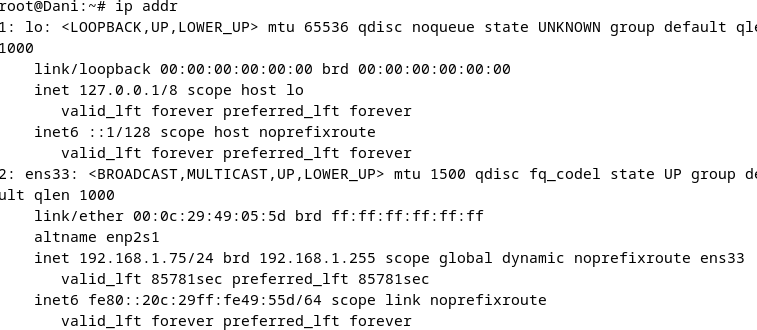 root@Dani:~# ip addr
1: lo: <LOOPBACK,UP,LOWER_UP> mtu 65536 qdisc noqueue state UNKNOWN group default qle
1000
link/loopback 00:00:00:00:00:00 brd 00:00:00:00:00:00
inet 127.0.0.1/8 scope host lo
valid_lft forever preferred_lft forever
inet6 ::1/128 scope host noprefixroute
valid_lft forever preferred_lft forever
2: ens33: <BROADCAST,MULTICAST,UP,LOWER_UP> mtu 1500 qdisc fq_codel state UP group de
ult qlen 1000
link/ether 00:0c:29:49:05:5d brd ff:ff:ff:ff:ff:ff
altname enp2s1
inet 192.168.1.75/24 brd 192.168.1.255 scope global dynamic noprefixroute ens33
valid_lft 85781sec preferred_lft 85781sec
inet6 fe80::20c:29ff:fe49:55d/64 scope link noprefixroute
valid_lft forever preferred_lft forever